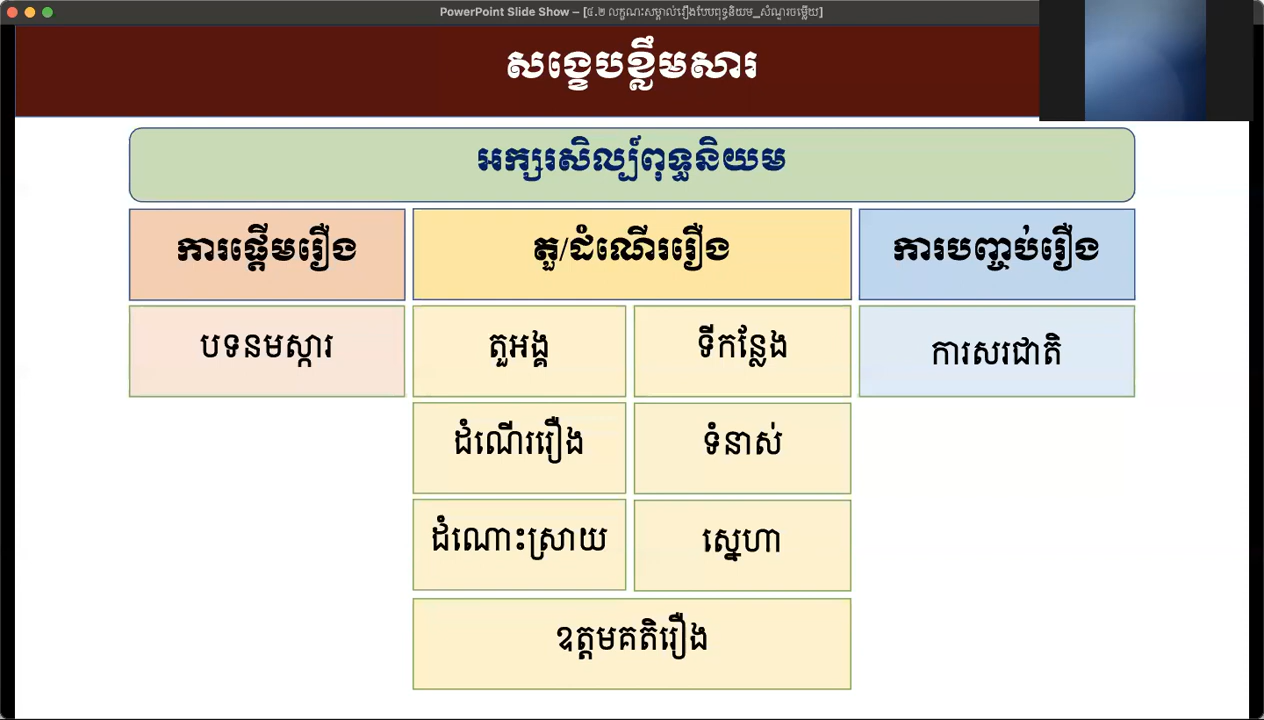 PowerPoint Slide Show – [៤.២ លក្ខណៈសម្គាល់រឿងបែបពុទ្ធនិយម_សំណួរចម្លើយ]
សង្ខេបខ្លឹមសារ
អក្សរសិល្ប៍ពុទ្ធនិយម
ការផ្ដើមរឿង
តួ/ដំណើររឿង
ការបញ្ចប់រឿង
បទនមស្ការ
តួអង្គ
ទីកន្លែង
ការសរជាតិ
ដំណើររឿង
ទំនាស់
ដំណោះស្រាយ
ស្នេហា
ឧត្តមគតិរឿង